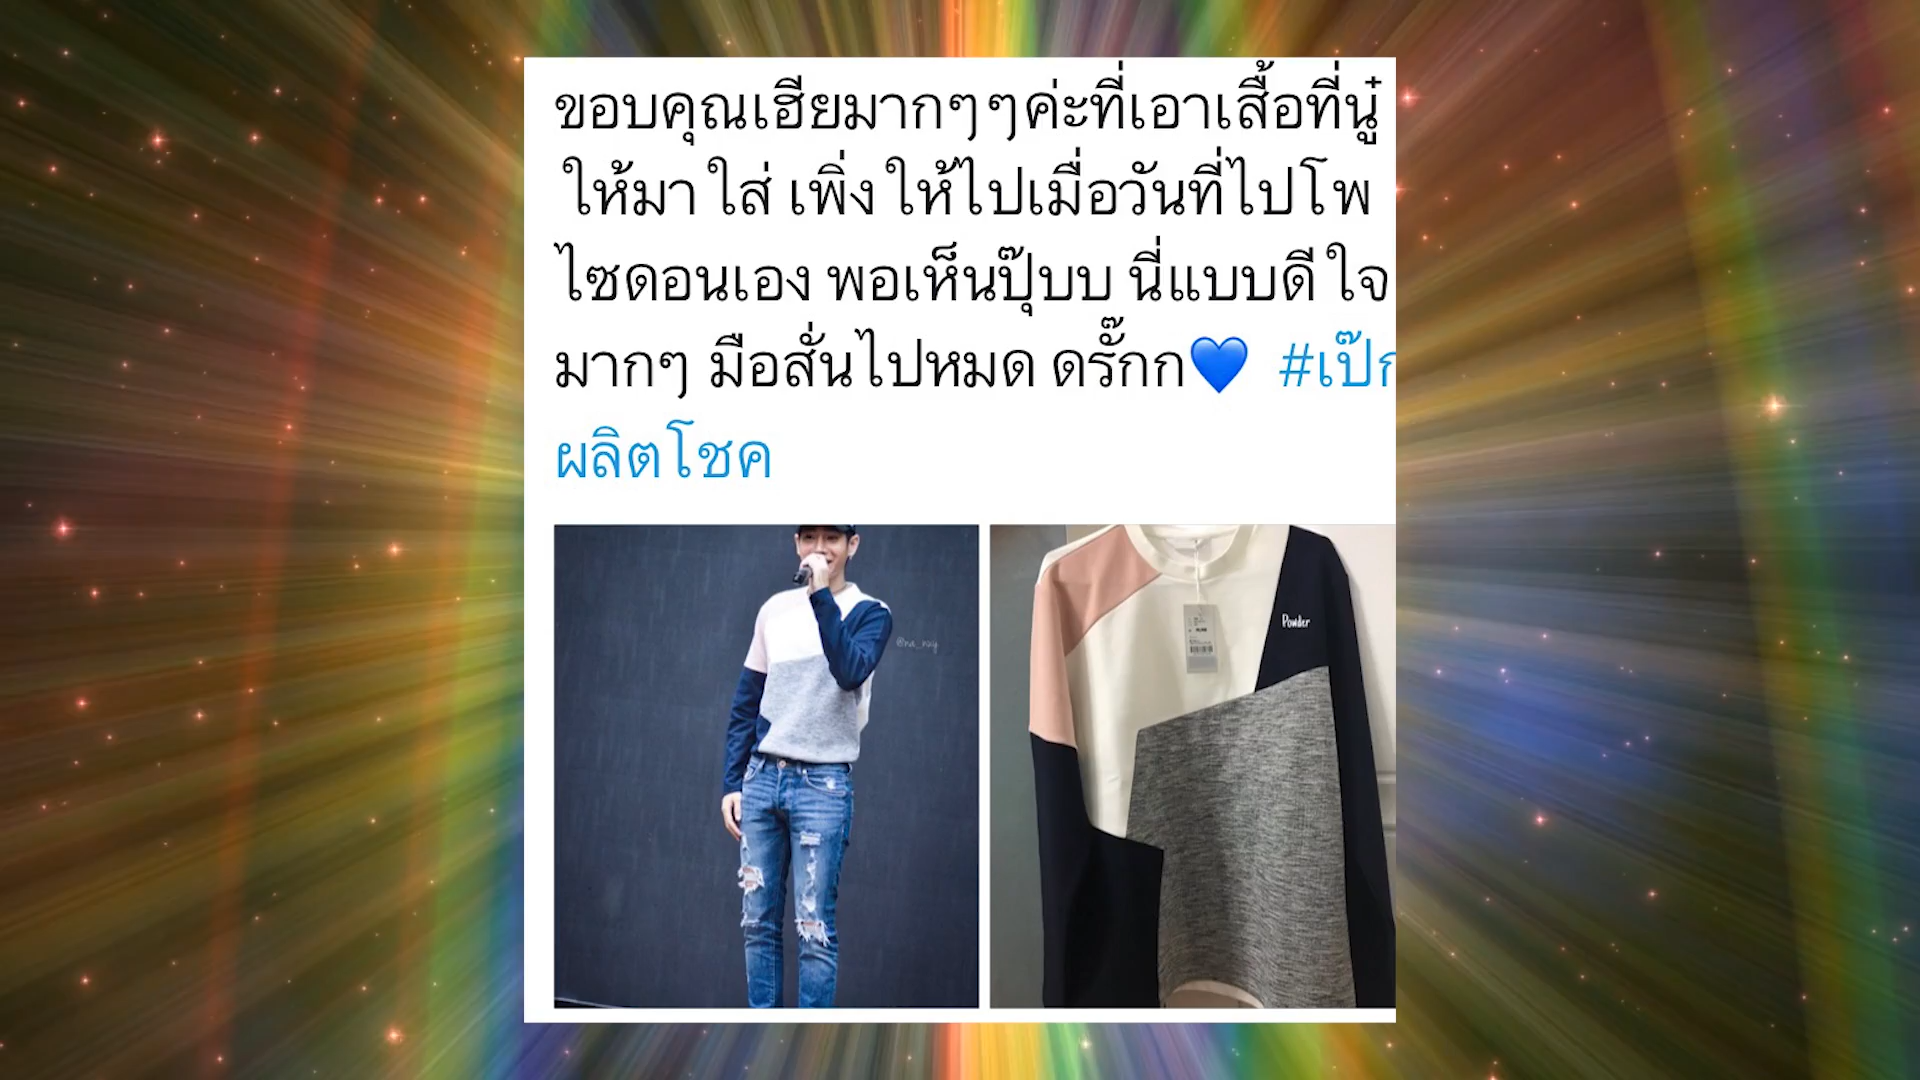 ขอบคุณเฮียมากๆๆค่ะที่เอาเสื้อที่นู๋
ให้มา ใส่ เพิ่งให้ไปเมื่อวันที่ไปโพ
ไซดอนเอง พอเห็นปุ๊บบ นี่แบบดีใจ
มากๆ มือสั่นไปหมด ดรั๊กก💙 #เป๊ก
ผลิตโชค
Powder